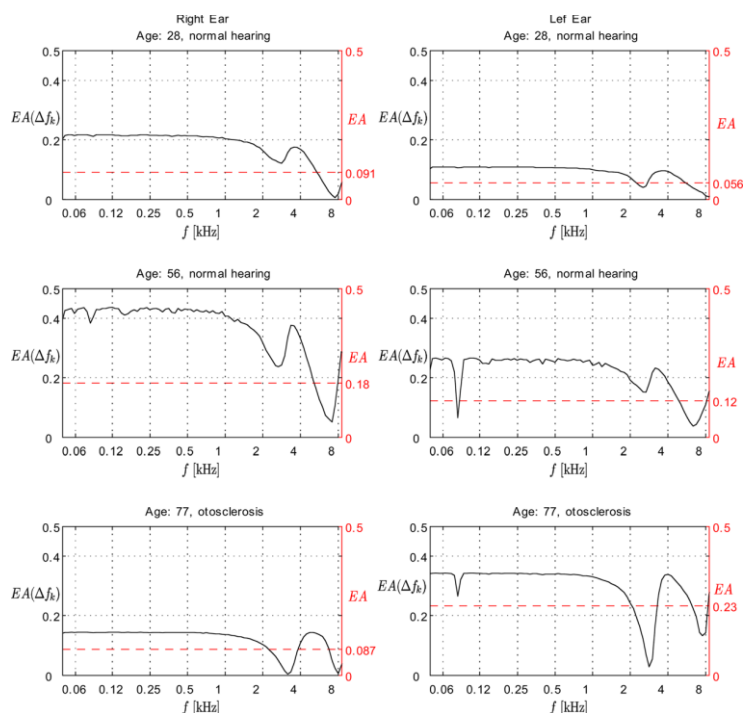 Right Ear
Age: 28, normal hearing
0.5
0.4
EA(Δf_k)
0.2
0
0.5
EA
0.091
0
0.06 0.12 0.25 0.5 1 2 4 8
f [kHz]
Lef Ear
Age: 28, normal hearing
0.5
0.4
EA(Δf_k)
0.2
0
0.5
EA
0.056
0
0.06 0.12 0.25 0.5 1 2 4 8
f [kHz]
Age: 56, normal hearing
0.5
0.4
EA(Δf_k)
0.2
0
0.5
EA
0.18
0
0.06 0.12 0.25 0.5 1 2 4 8
f [kHz]
Age: 56, normal hearing
0.5
0.4
EA(Δf_k)
0.2
0
0.5
EA
0.12
0
0.06 0.12 0.25 0.5 1 2 4 8
f [kHz]
Age: 77, otosclerosis
0.5
0.4
EA(Δf_k)
0.2
0
0.5
EA
0.087
0
0.06 0.12 0.25 0.5 1 2 4 8
f [kHz]
Age: 77, otosclerosis
0.5
0.4
EA(Δf_k)
0.2
0
0.5
EA
0.23
0
0.06 0.12 0.25 0.5 1 2 4 8
f [kHz]